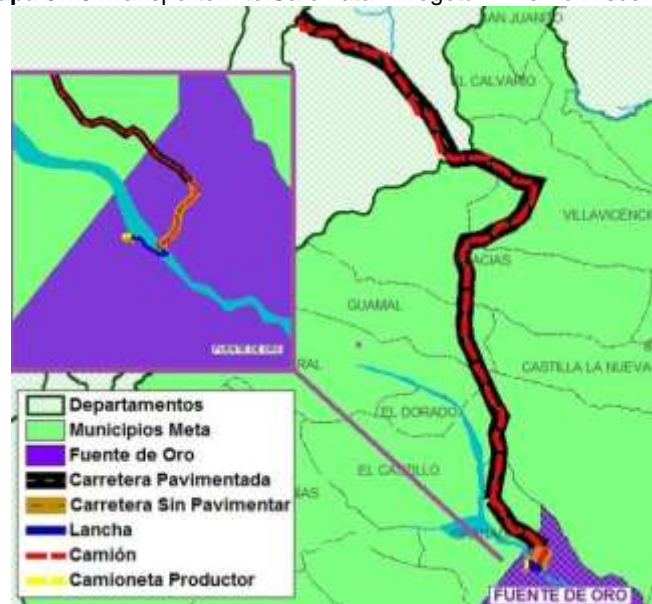 SAN JUANITO
EL CALVARIO
VILLAVICENCIO
GUAMAL
CASTILLA LA NUEVA
EL DORADO
EL CASTILLO
FUENTE DE ORO
Departamentos
Municipios Meta
Fuente de Oro
Carretera Pavimentada
Carretera Sin Pavimentar
Lancha
Camión
Camioneta Productor
FUENTE DE ORO